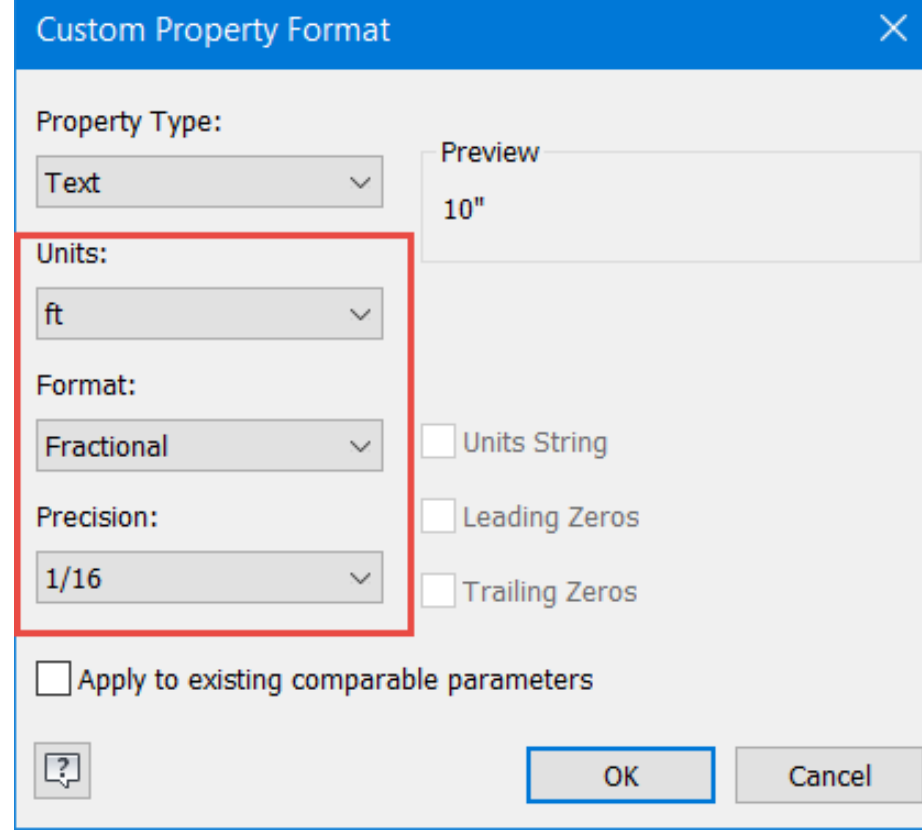 Custom Property Format
Property Type:
Text
Preview
10"
Units:
ft
Format:
Fractional
Units String
Precision:
Leading Zeros
1/16
Trailing Zeros
Apply to existing comparable parameters
?
OK
Cancel